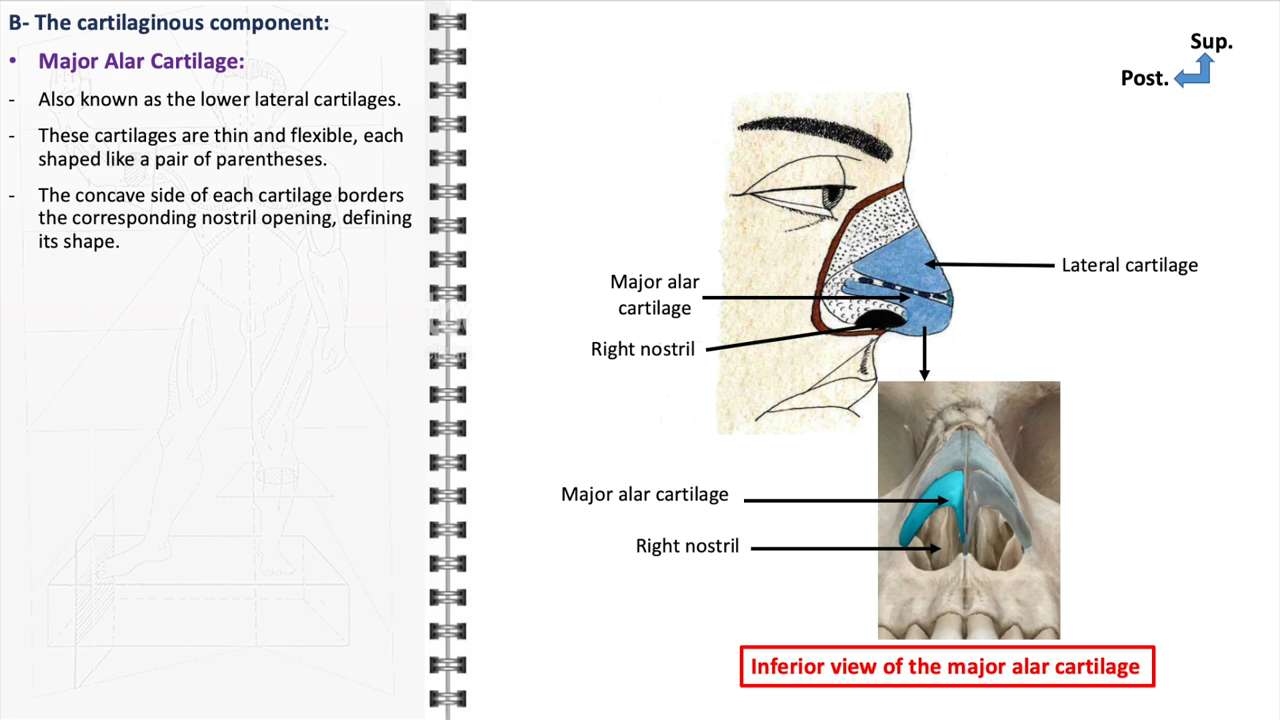 B- The cartilaginous component:
• Major Alar Cartilage:
- Also known as the lower lateral cartilages.
- These cartilages are thin and flexible, each
shaped like a pair of parentheses.
- The concave side of each cartilage borders
the corresponding nostril opening, defining
its shape.
Sup.
Post.
Lateral cartilage
Major alar
cartilage
Right nostril
Major alar cartilage
Right nostril
Inferior view of the major alar cartilage